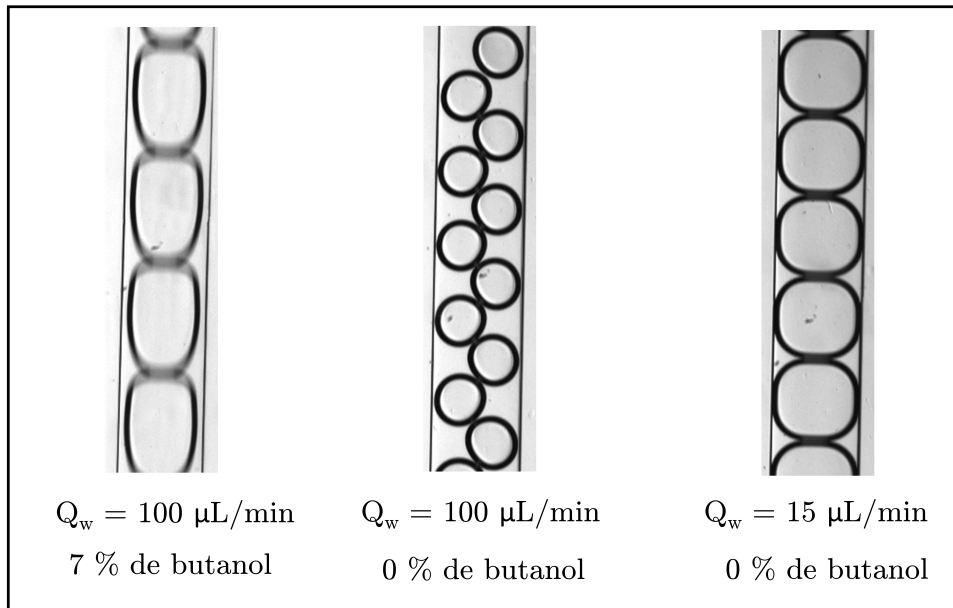 Q_w = 100 µL/min
7 % de butanol
Q_w = 100 µL/min
0 % de butanol
Q_w = 15 µL/min
0 % de butanol